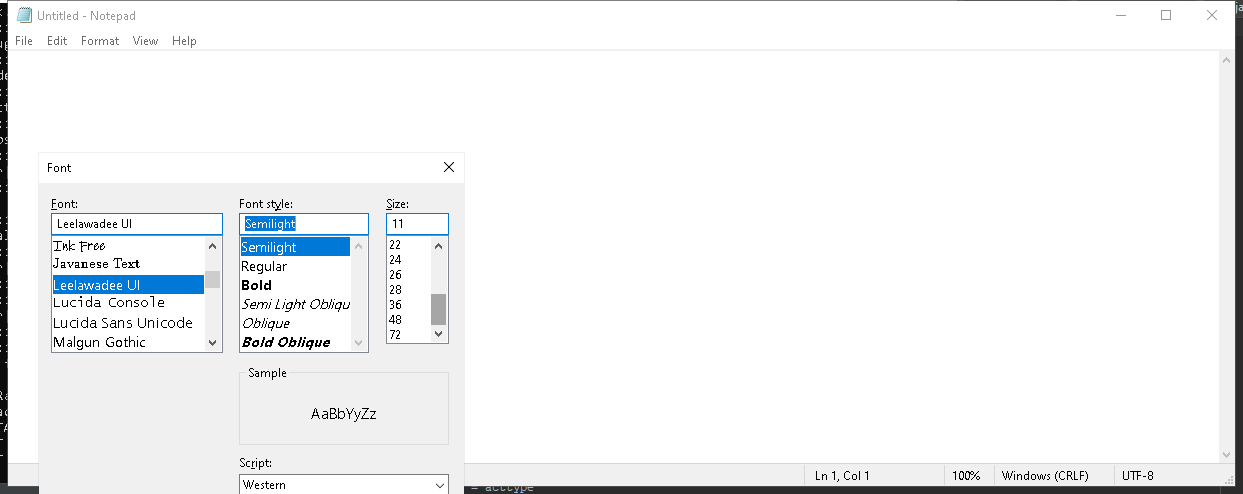 Untitled - Notepad
File Edit Format View Help
Font
Font: Font style: Size:
Leelawadee UI Semilight 11
Ink Free
Javanese Text
Leelawadee UI
Lucida Console
Lucida Sans Unicode
Malgun Gothic
Semilight
Regular
Bold
Semi Light Obliqu
Oblique
Bold Oblique
22
24
26
28
36
48
72
Sample
AaBbYyZz
Script:
Western
Ln 1, Col 1 100% Windows (CRLF) UTF-8
= acctype